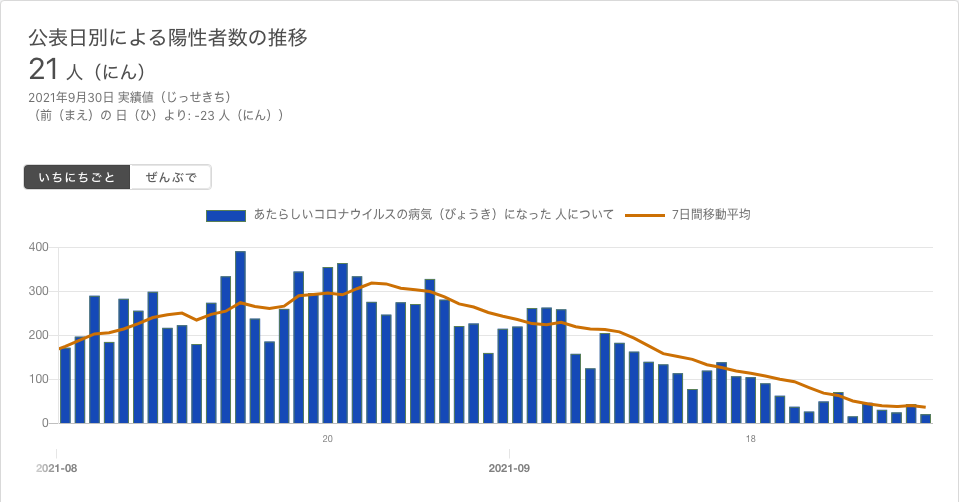 公表日別による陽性者数の推移
21 人（にん）
2021年9月30日 実績値（じっせきち）
（前（まえ）の 日（ひ）より: -23 人（にん））
いちにちごと ぜんぶで
あたらしいコロナウイルスの病気（びょうき）になった 人について 7日間移動平均
400
300
200
100
0
20 18
2021-08 2021-09